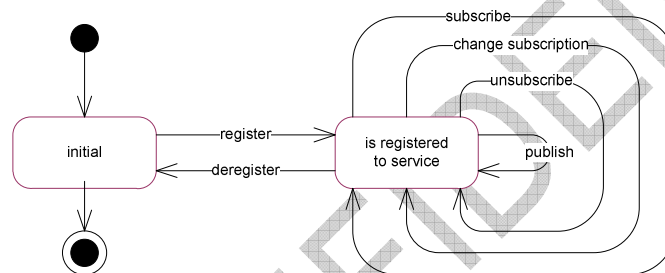 subscribe
change subscription
unsubscribe
initial
register
deregister
is registered
to service
publish